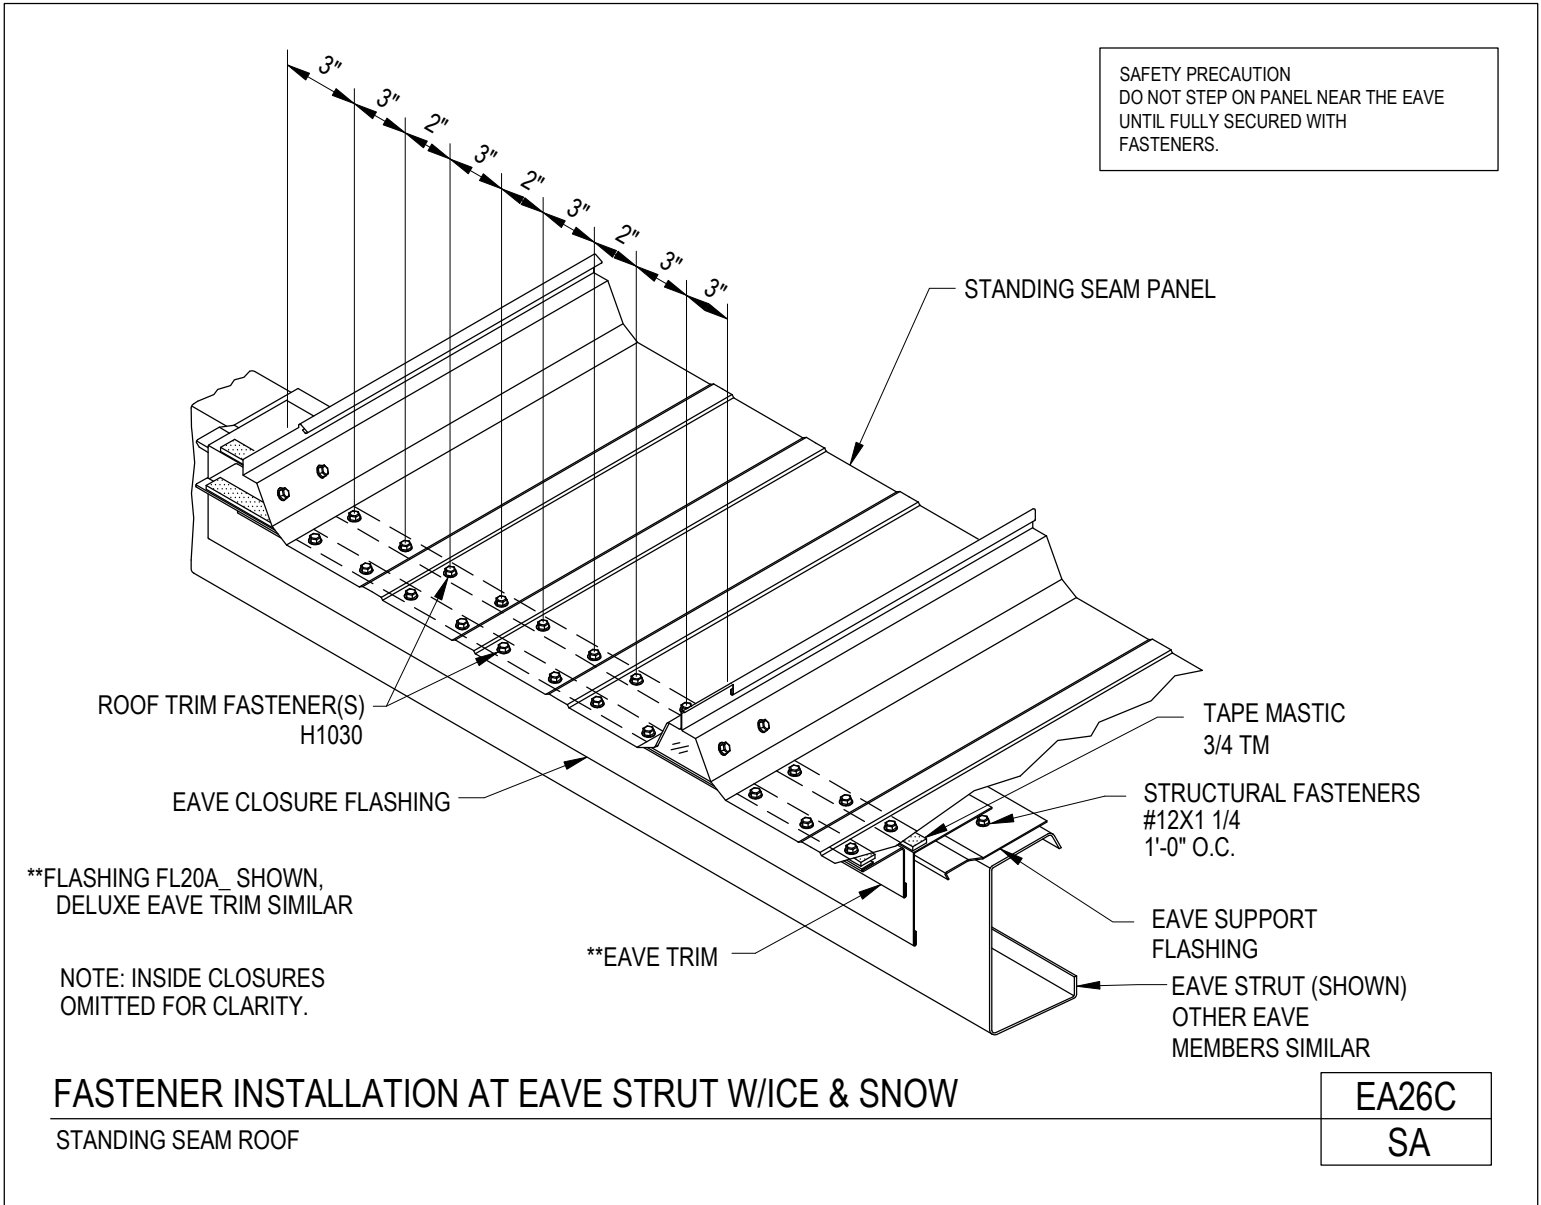 3"
3"
2"
3"
2"
3"
2"
3"
3"
SAFETY PRECAUTION
DO NOT STEP ON PANEL NEAR THE EAVE
UNTIL FULLY SECURED WITH
FASTENERS.
STANDING SEAM PANEL
ROOF TRIM FASTENER(S)
H1030
EAVE CLOSURE FLASHING
TAPE MASTIC
3/4 TM
STRUCTURAL FASTENERS
#12X1 1/4
1'-0" O.C.
**FLASHING FL20A_ SHOWN,
DELUXE EAVE TRIM SIMILAR
**EAVE TRIM
EAVE SUPPORT
FLASHING
NOTE: INSIDE CLOSURES
OMITTED FOR CLARITY.
EAVE STRUT (SHOWN)
OTHER EAVE
MEMBERS SIMILAR
FASTENER INSTALLATION AT EAVE STRUT W/ICE & SNOW
STANDING SEAM ROOF
EA26C
SA